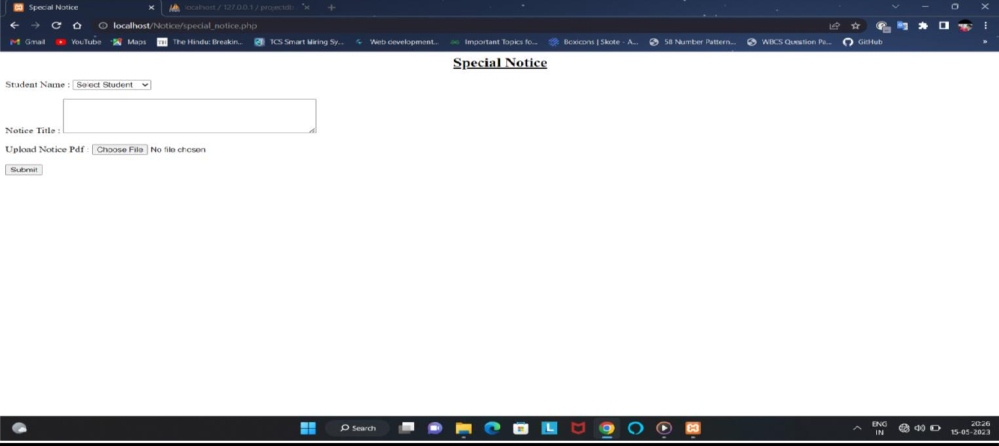 Special Notice
localhost / 127.0.0.1 / projectdb /
localhost/Notice/special_notice.php
Gmail YouTube Maps TH The Hindu: Breakin... TCS Smart Hiring Sy... Web development... Important Topics fo... Boxicons | Skote - A... 58 Number Pattern... WBCS Question Pa... GitHub »
Special Notice
Student Name : Select Student
Notice Title :
Upload Notice Pdf : Choose File No file chosen
Submit
Search L ENG 20:26
IN 15-05-2023